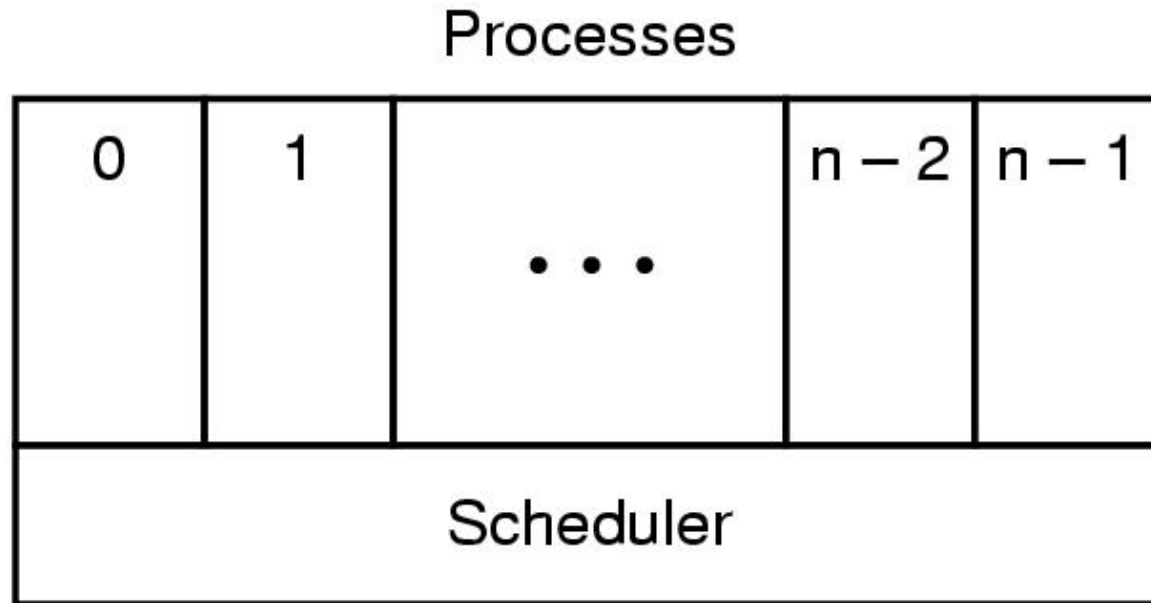 Processes
0 1 n – 2 n – 1
• • •
Scheduler